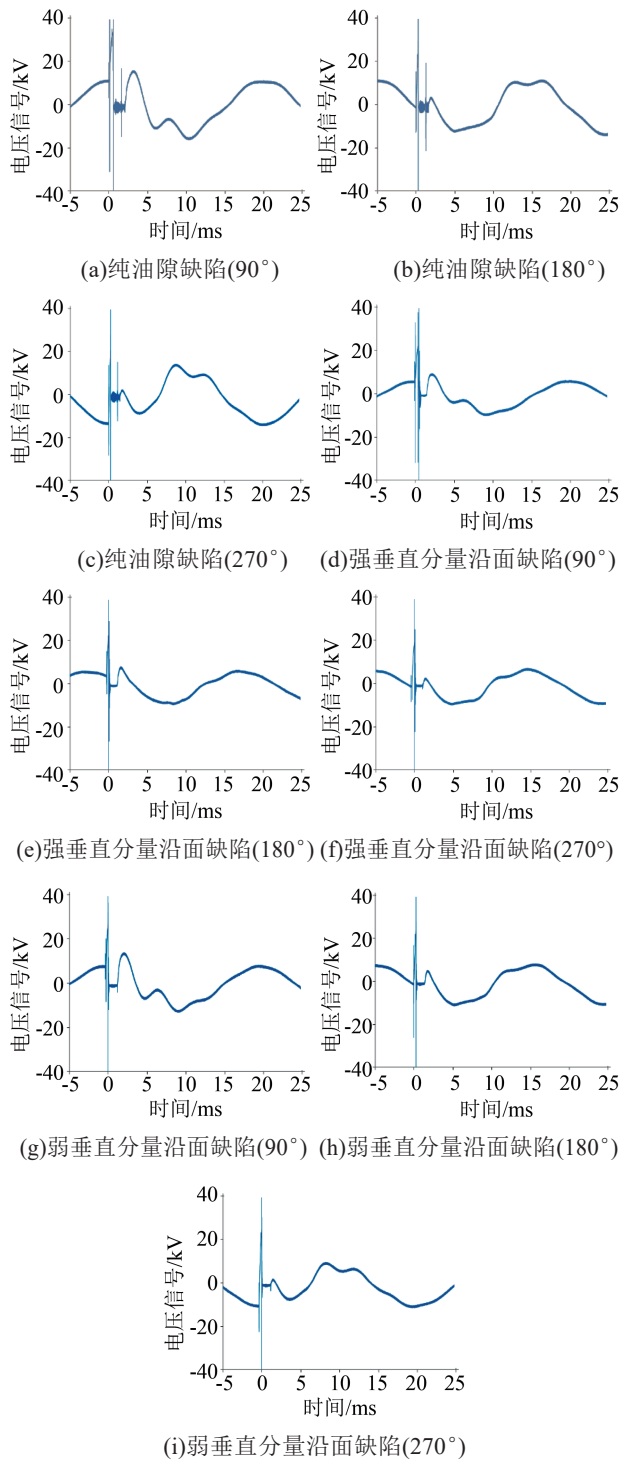 40
20
0
-20
-40
-5 0 5 10 15 20 25
电压信号/kV
时间/ms
(a)纯油隙缺陷(90°)
40
20
0
-20
-40
-5 0 5 10 15 20 25
电压信号/kV
时间/ms
(b)纯油隙缺陷(180°)
40
20
0
-20
-40
-5 0 5 10 15 20 25
电压信号/kV
时间/ms
(c)纯油隙缺陷(270°)
40
20
0
-20
-40
-5 0 5 10 15 20 25
电压信号/kV
时间/ms
(d)强垂直分量沿面缺陷(90°)
40
20
0
-20
-40
-5 0 5 10 15 20 25
电压信号/kV
时间/ms
(e)强垂直分量沿面缺陷(180°)
40
20
0
-20
-40
-5 0 5 10 15 20 25
电压信号/kV
时间/ms
(f)强垂直分量沿面缺陷(270°)
40
20
0
-20
-40
-5 0 5 10 15 20 25
电压信号/kV
时间/ms
(g)弱垂直分量沿面缺陷(90°)
40
20
0
-20
-40
-5 0 5 10 15 20 25
电压信号/kV
时间/ms
(h)弱垂直分量沿面缺陷(180°)
40
20
0
-20
-40
-5 0 5 10 15 20 25
电压信号/kV
时间/ms
(i)弱垂直分量沿面缺陷(270°)